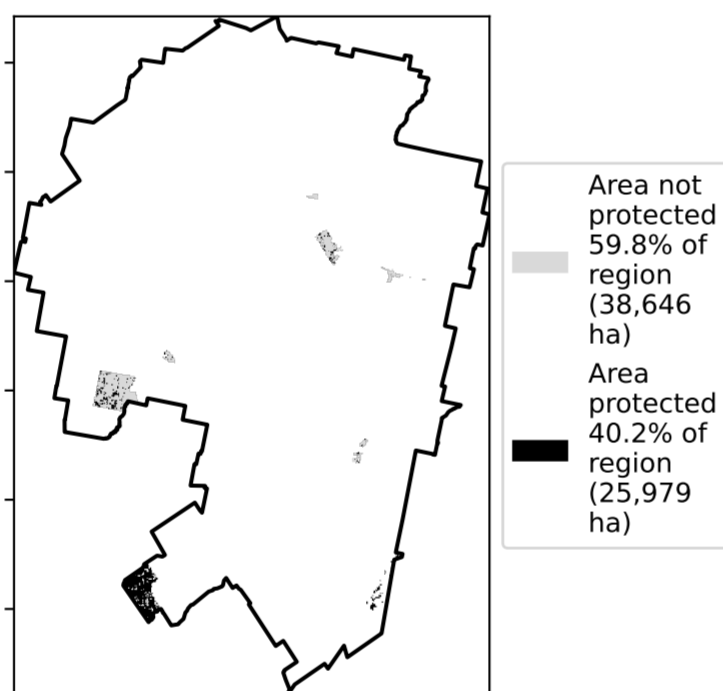 Area not
protected
59.8% of
region
(38,646
ha)
Area
protected
40.2% of
region
(25,979
ha)